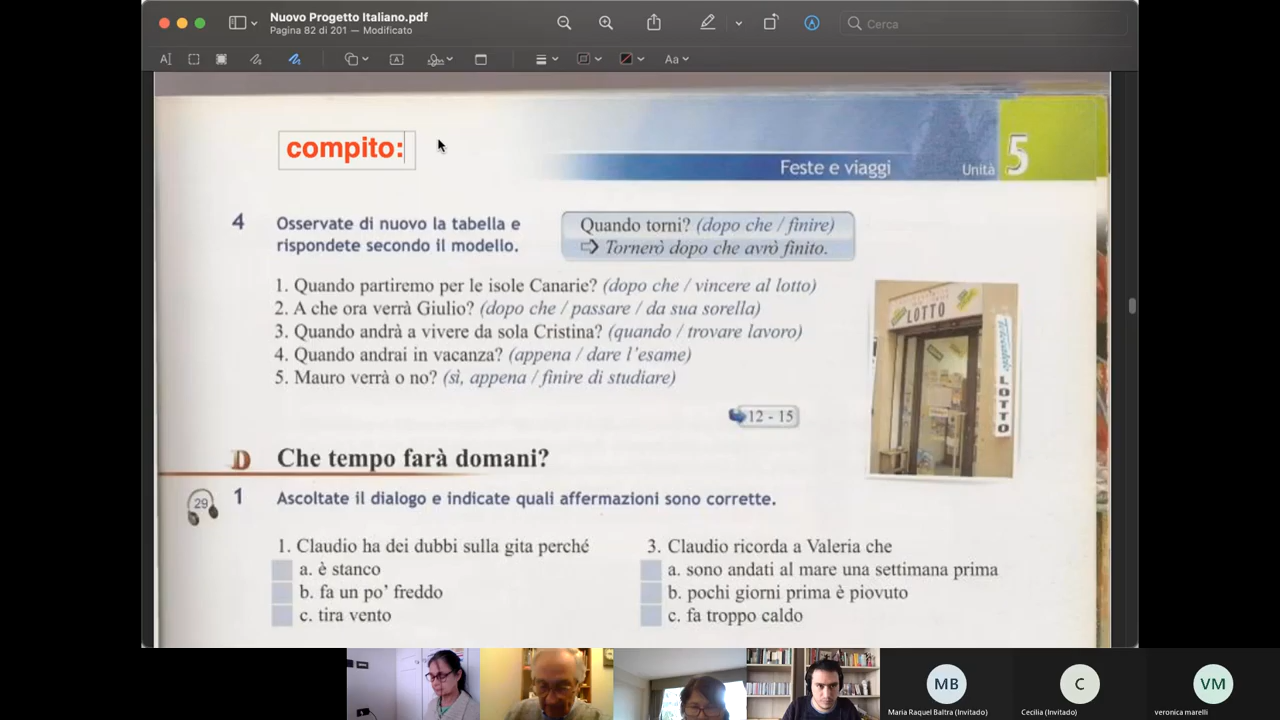 Nuovo Progetto Italiano.pdf
Pagina 82 di 201 — Modificato
Cerca
Aa
compito:
Feste e viaggi
Unità 5
4 Osservate di nuovo la tabella e
rispondete secondo il modello.
Quando torni? (dopo che / finire)
⇨ Tornerò dopo che avrò finito.
1. Quando partiremo per le isole Canarie? (dopo che / vincere al lotto)
2. A che ora verrà Giulio? (dopo che / passare / da sua sorella)
3. Quando andrà a vivere da sola Cristina? (quando / trovare lavoro)
4. Quando andrai in vacanza? (appena / dare l'esame)
5. Mauro verrà o no? (sì, appena / finire di studiare)
LOTTO
LOTTO
12 - 15
D Che tempo farà domani?
29
1 Ascoltate il dialogo e indicate quali affermazioni sono corrette.
1. Claudio ha dei dubbi sulla gita perché
a. è stanco
b. fa un po' freddo
c. tira vento
3. Claudio ricorda a Valeria che
a. sono andati al mare una settimana prima
b. pochi giorni prima è piovuto
c. fa troppo caldo
MB
Maria Raquel Baltra (Invitado)
C
Cecilia (Invitado)
VM
veronica marelli